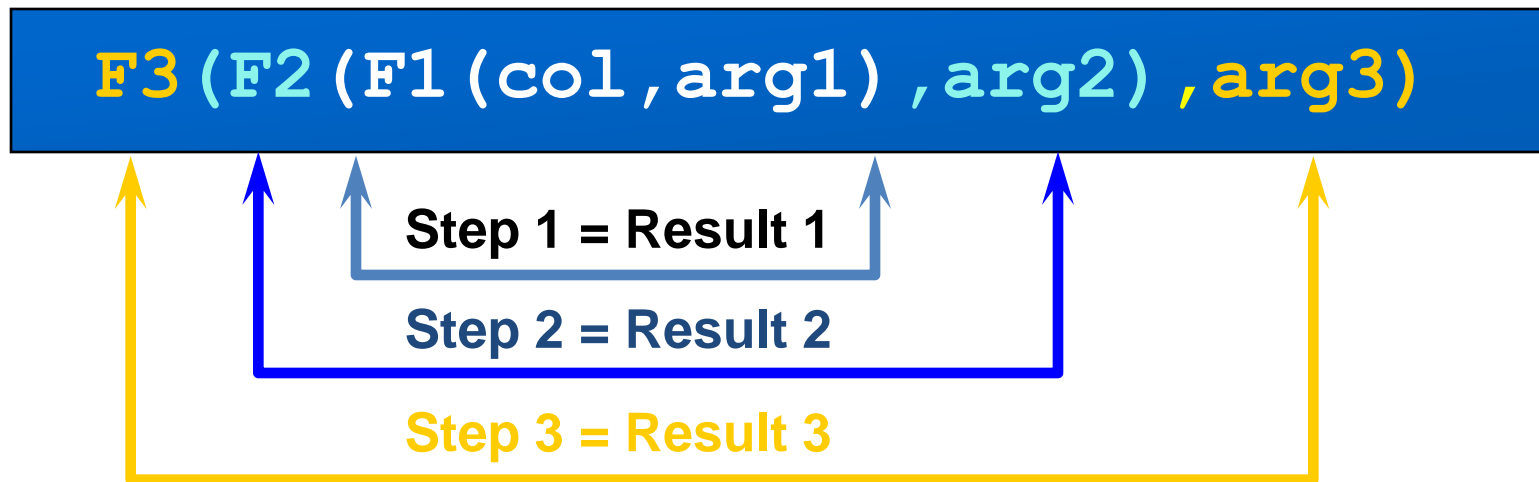 F3(F2(F1(col,arg1),arg2),arg3)
Step 1 = Result 1
Step 2 = Result 2
Step 3 = Result 3